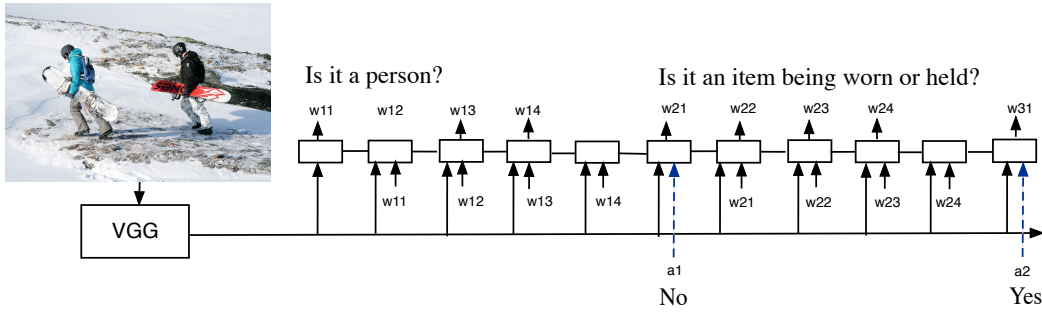 Is it a person?
Is it an item being worn or held?
w11 w12 w13 w14 w21 w22 w23 w24 w31
w11 w12 w13 w14 w21 w22 w23 w24
VGG
a1 a2
No Yes